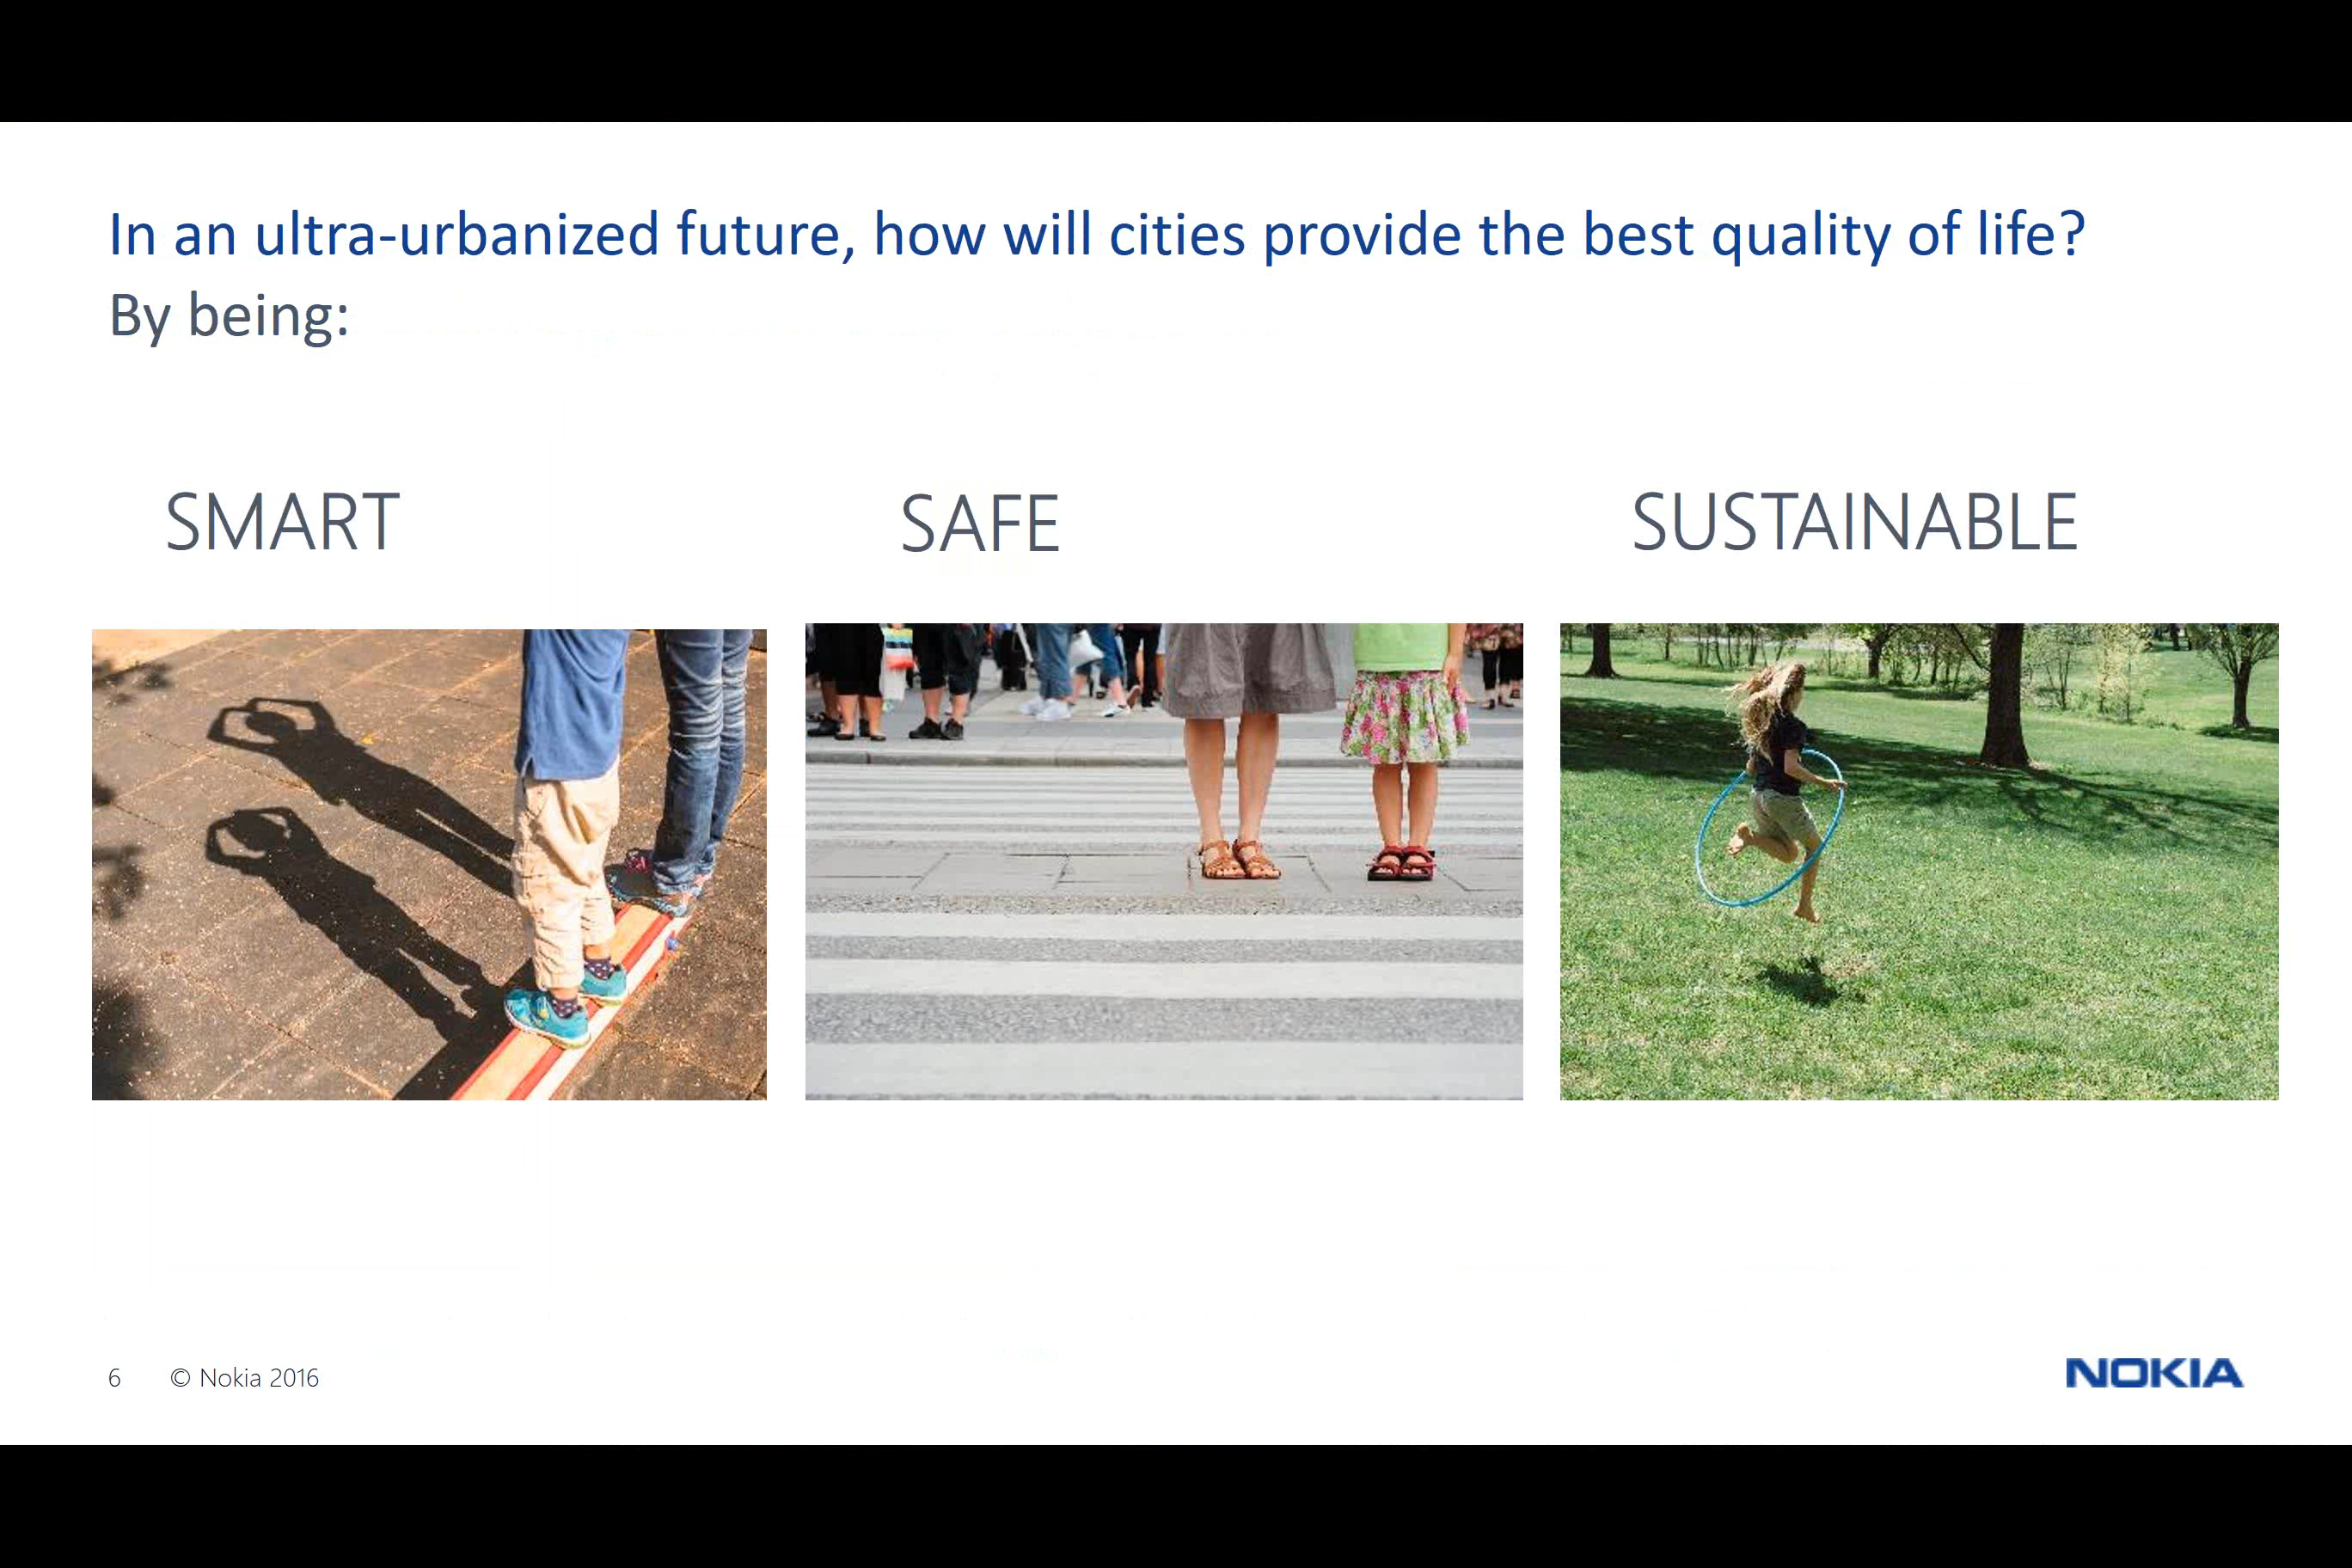 In an ultra-urbanized future, how will cities provide the best quality of life?
By being:
SMART
SAFE
SUSTAINABLE
6 © Nokia 2016
NOKIA